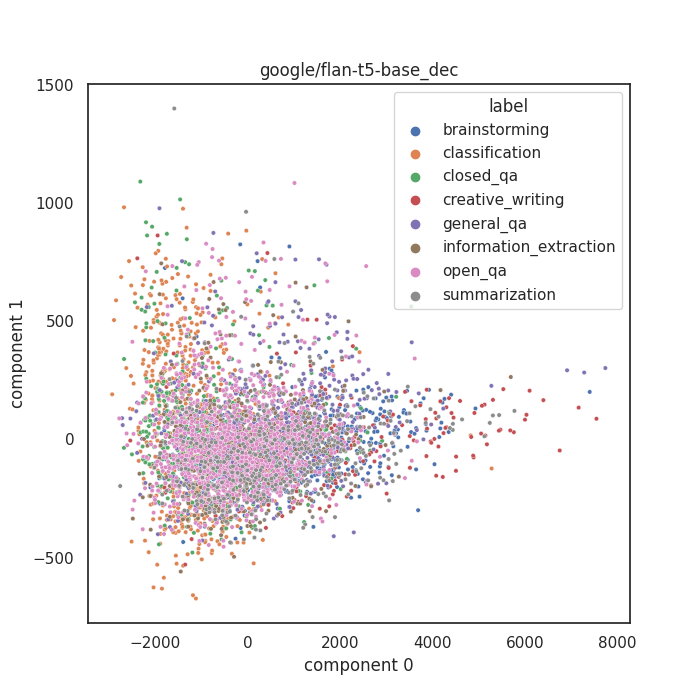 google/flan-t5-base_dec
1500
1000
500
0
−500
component 1
label
brainstorming
classification
closed_qa
creative_writing
general_qa
information_extraction
open_qa
summarization
−2000
0
2000
4000
6000
8000
component 0